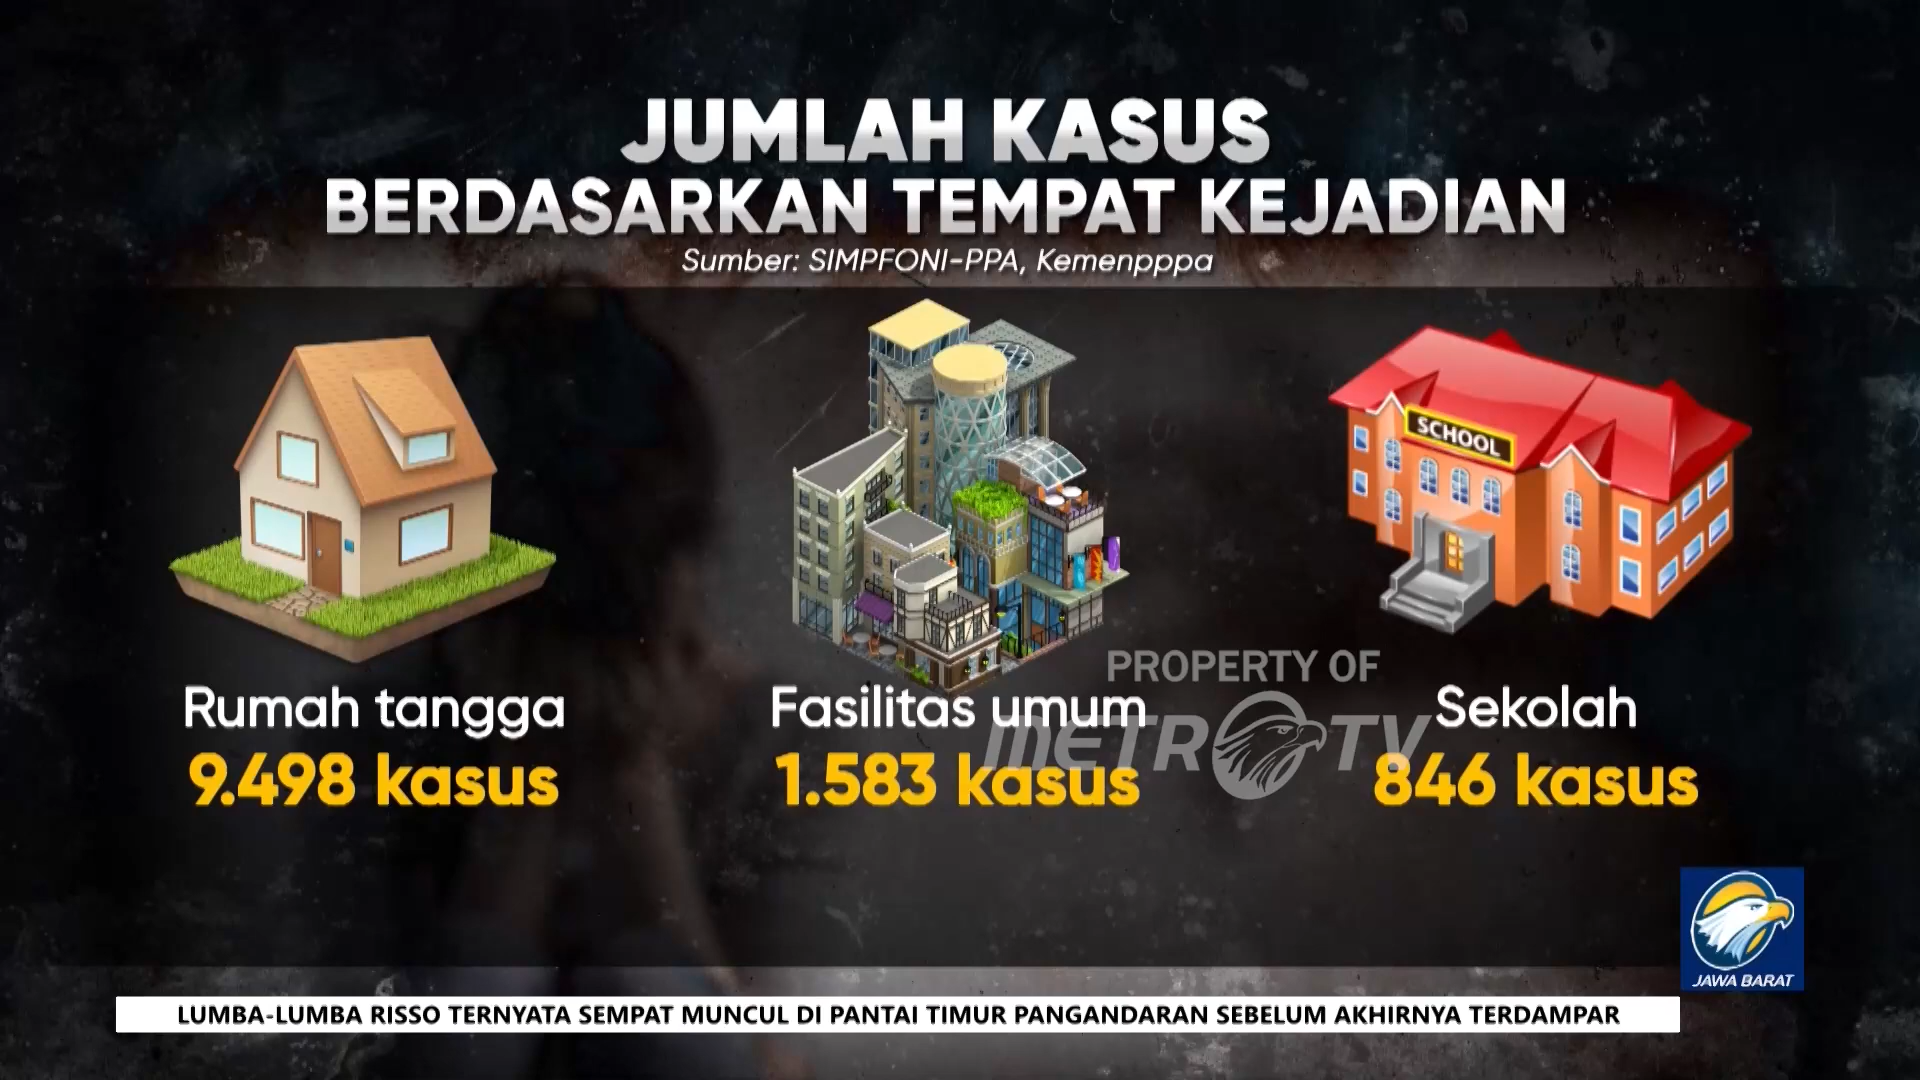 JUMLAH KASUS
BERDASARKAN TEMPAT KEJADIAN
Sumber: SIMPFONI-PPA, Kemenpppa
SCHOOL
PROPERTY OF
METRO TV
Rumah tangga
9.498 kasus
Fasilitas umum
1.583 kasus
Sekolah
846 kasus
JAWA BARAT
LUMBA-LUMBA RISSO TERNYATA SEMPAT MUNCUL DI PANTAI TIMUR PANGANDARAN SEBELUM AKHIRNYA TERDAMPAR